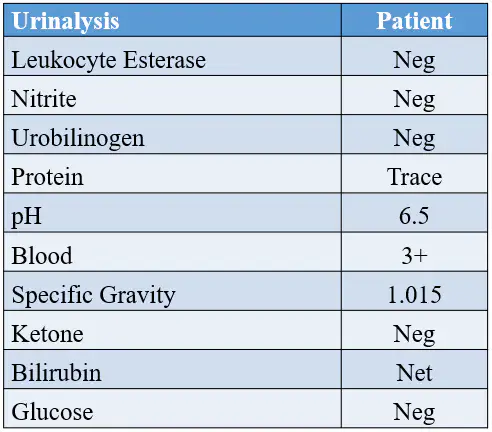 Urinalysis Patient
Leukocyte Esterase Neg
Nitrite Neg
Urobilinogen Neg
Protein Trace
pH 6.5
Blood 3+
Specific Gravity 1.015
Ketone Neg
Bilirubin Net
Glucose Neg